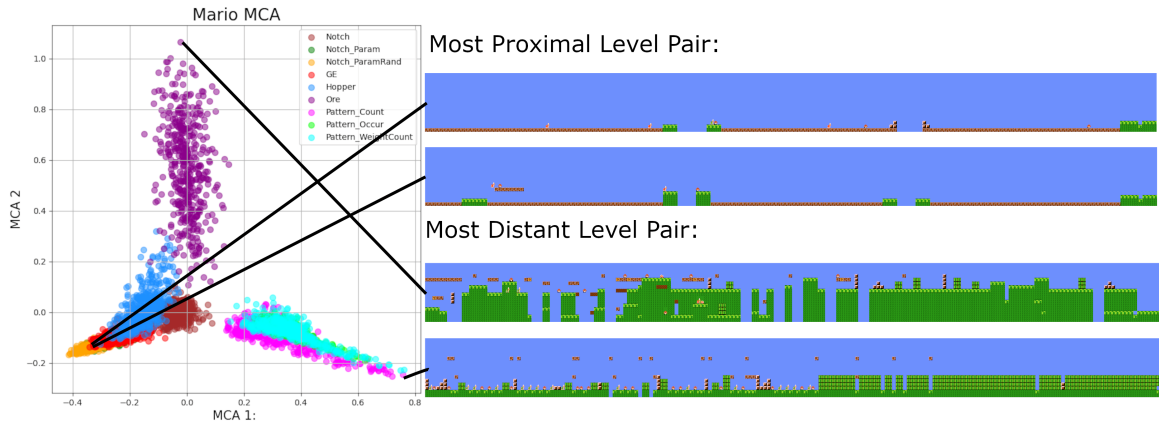 Mario MCA
Notch
Notch_Param
Notch_ParamRand
GE
Hopper
Ore
Pattern_Count
Pattern_Occur
Pattern_WeightCount
MCA 2
1.0
0.8
0.6
0.4
0.2
0.0
−0.2
−0.4
−0.2
0.0
0.2
0.4
0.6
0.8
MCA 1:
Most Proximal Level Pair:
Most Distant Level Pair: